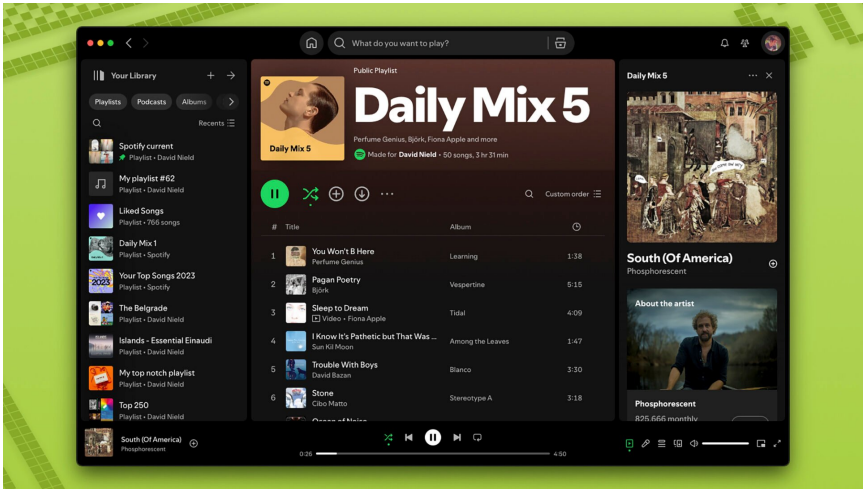 What do you want to play?
Your Library
Playlists
Podcasts
Albums
Recents
Spotify current
Playlist • David Nield
My playlist #62
Playlist • David Nield
Liked Songs
Playlist • 766 songs
Daily Mix 1
Playlist • Spotify
2023
Your Top Songs 2023
Playlist • Spotify
The Belgrade
Playlist • David Nield
Islands - Essential Einaudi
Playlist • David Nield
My top notch playlist
Playlist • David Nield
Top 250
Playlist • David Nield
Daily Mix 5
Public Playlist
Daily Mix 5
Perfume Genius, Björk, Fiona Apple and more
Made for David Nield • 50 songs, 3 hr 31 min
Custom order
# Title Album
1 You Won't B Here Learning 1:38
Perfume Genius
2 Pagan Poetry Vespertine 5:15
Björk
3 Sleep to Dream Tidal 4:09
Video • Fiona Apple
4 I Know It's Pathetic but That Was ... Among the Leaves 1:47
Sun Kil Moon
5 Trouble With Boys Blanco 3:30
David Bazan
6 Stone Stereotype A 3:18
Cibo Matto
Daily Mix 5
South (Of America)
Phosphorescent
About the artist
Phosphorescent
825,666 monthly
South (Of America)
Phosphorescent
0:26
4:50